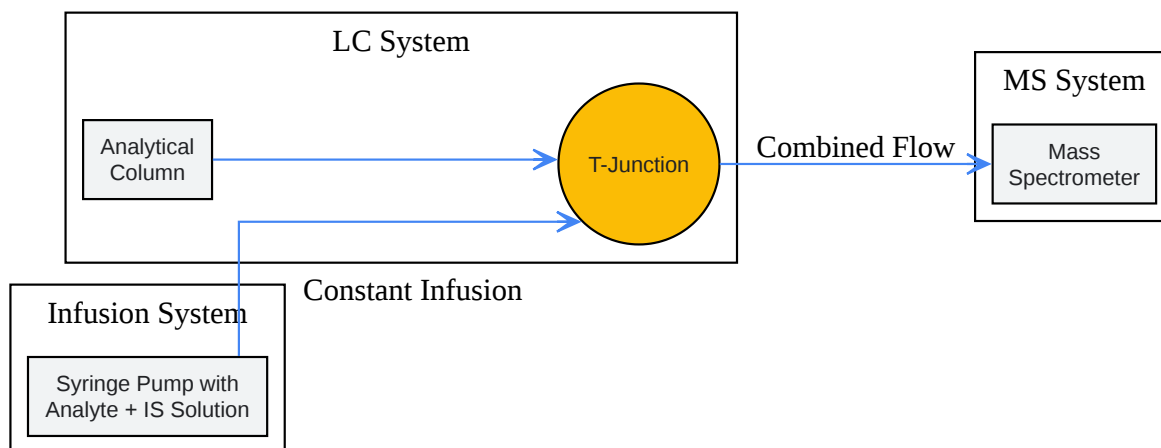 LC System
MS System
Analytical
Column
T-Junction
Combined Flow
Mass
Spectrometer
Constant Infusion
Infusion System
Syringe Pump with
Analyte + IS Solution